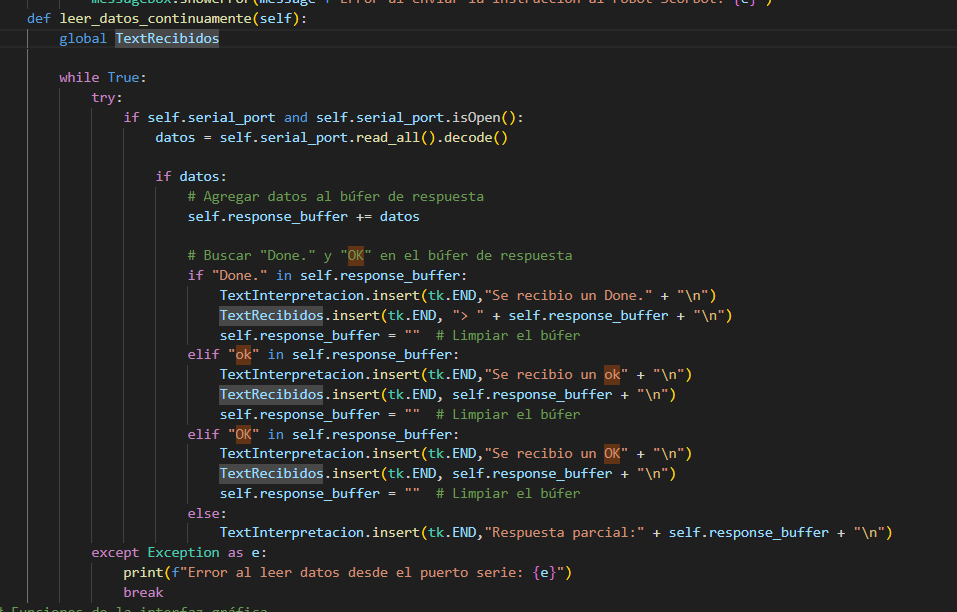 messagebox.showerror(message f"Error al enviar la instrucción al robot Scorbot: {e}")
def leer_datos_continuamente(self):
    global TextRecibidos

    while True:
        try:
            if self.serial_port and self.serial_port.isOpen():
                datos = self.serial_port.read_all().decode()

                if datos:
                    # Agregar datos al búfer de respuesta
                    self.response_buffer += datos

                    # Buscar "Done." y "OK" en el búfer de respuesta
                    if "Done." in self.response_buffer:
                        TextInterpretacion.insert(tk.END,"Se recibio un Done." + "\n")
                        TextRecibidos.insert(tk.END, "> " + self.response_buffer + "\n")
                        self.response_buffer = ""  # Limpiar el búfer
                    elif "ok" in self.response_buffer:
                        TextInterpretacion.insert(tk.END,"Se recibio un ok" + "\n")
                        TextRecibidos.insert(tk.END, self.response_buffer + "\n")
                        self.response_buffer = ""  # Limpiar el búfer
                    elif "OK" in self.response_buffer:
                        TextInterpretacion.insert(tk.END,"Se recibio un OK" + "\n")
                        TextRecibidos.insert(tk.END, self.response_buffer + "\n")
                        self.response_buffer = ""  # Limpiar el búfer
                    else:
                        TextInterpretacion.insert(tk.END,"Respuesta parcial:" + self.response_buffer + "\n")
        except Exception as e:
            print(f"Error al leer datos desde el puerto serie: {e}")
            break
# Funciones de la interfaz gráfica